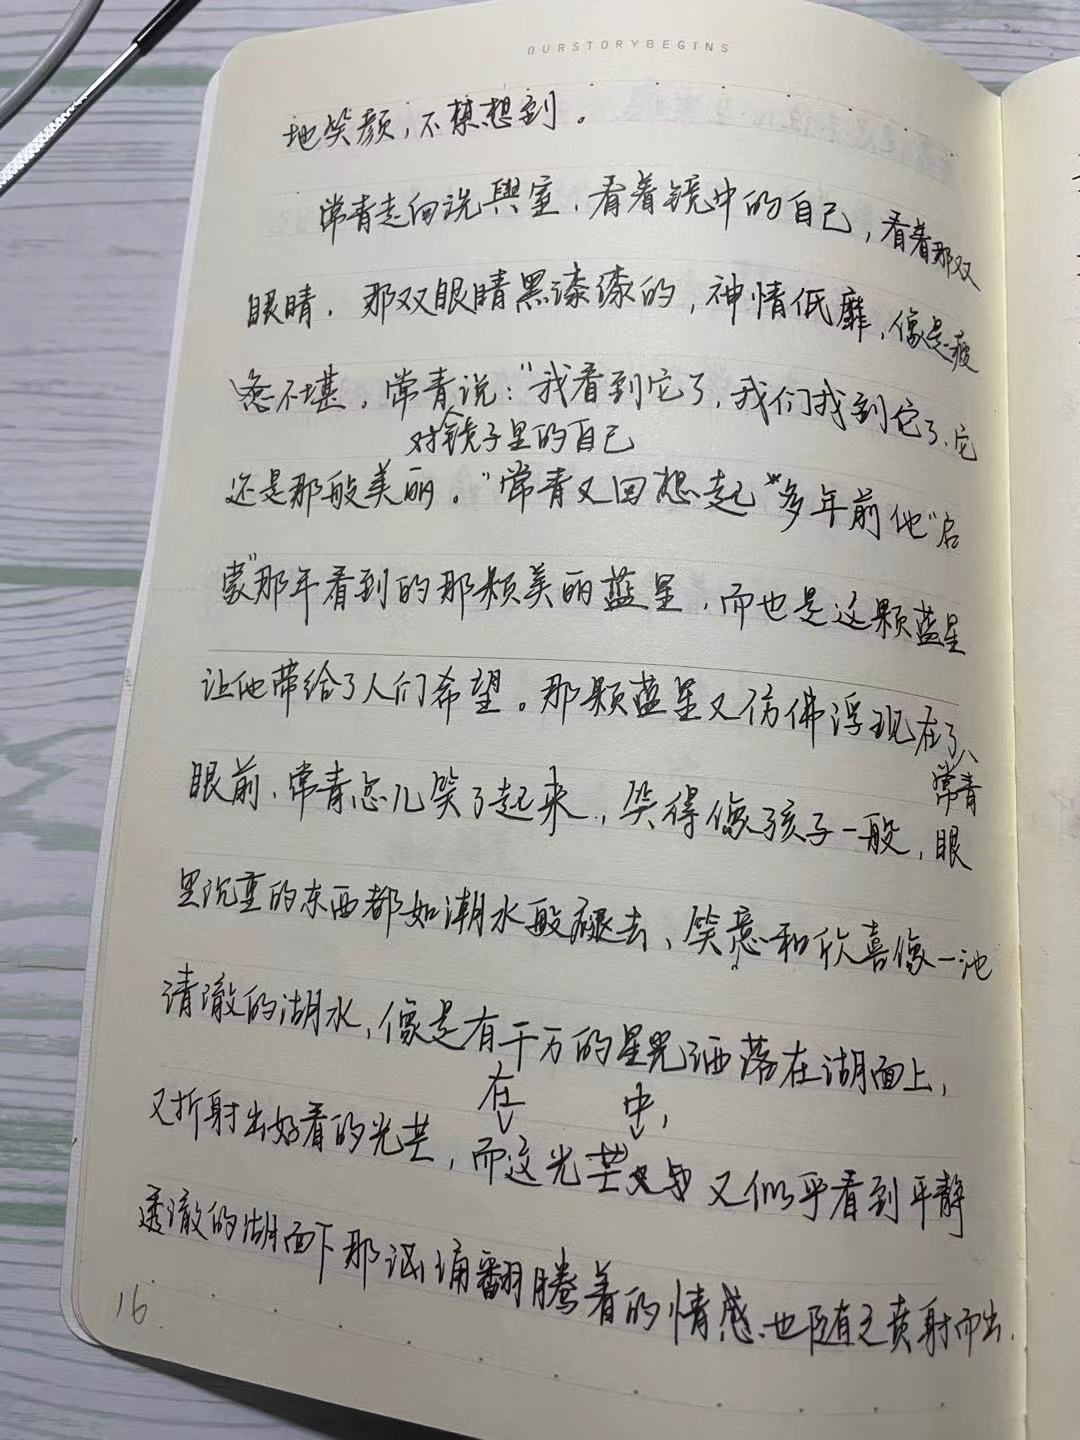 OURSTORYBEGINS
地笑颜，不想到。
常青走向洗舆室，看着镜中的自己，看着那双
眼睛。那双眼睛黑漆漆的，神情低靡，像是疲
惫不堪，常青说："我看到它了，我们找到它了、它
对镜子里的自己
还是那般美丽。"常青又回想起"多年前他"启
蒙"那年看到的那颗美丽蓝星，而也是这颗蓝星
让他带给了人们希望。那颗蓝星又仿佛浮现在了
常青
眼前，常青忽儿笑了起来，笑得像孩子一般，眼
里沉重的东西都如潮水般褪去，笑意和欣喜像一池
清澈的湖水，像是有千万的星光洒落在湖面上，
在 中，
又折射出好看的光芒，而这光芒又似乎看到平静
透澈的湖面下那汹涌翻腾着的情感、也随之贲射而出
16